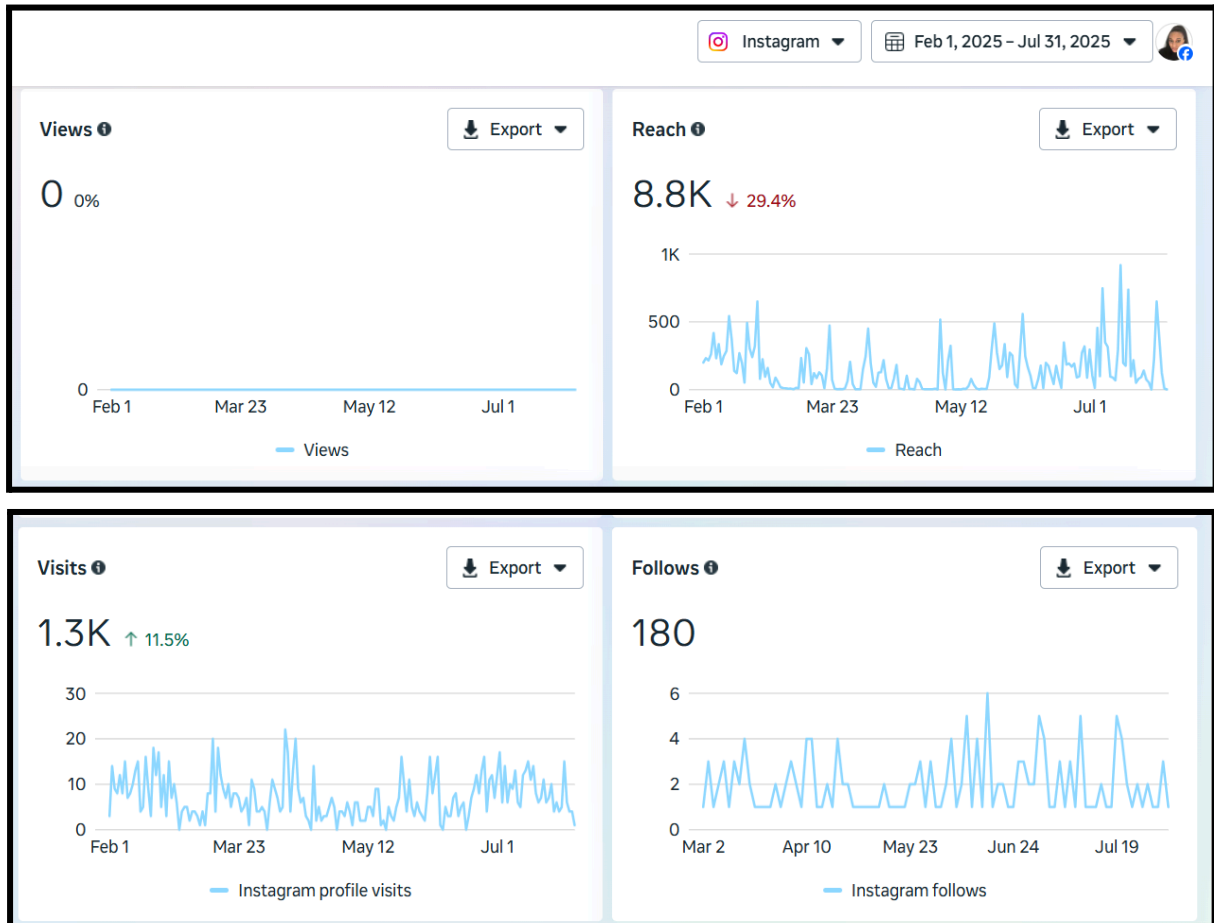 Instagram Feb 1, 2025 – Jul 31, 2025
Views Export
0 0%
0
Feb 1 Mar 23 May 12 Jul 1
Views
Reach Export
8.8K ↓ 29.4%
1K
500
0
Feb 1 Mar 23 May 12 Jul 1
Reach
Visits Export
1.3K ↑ 11.5%
30
20
10
0
Feb 1 Mar 23 May 12 Jul 1
Instagram profile visits
Follows Export
180
6
4
2
0
Mar 2 Apr 10 May 23 Jun 24 Jul 19
Instagram follows